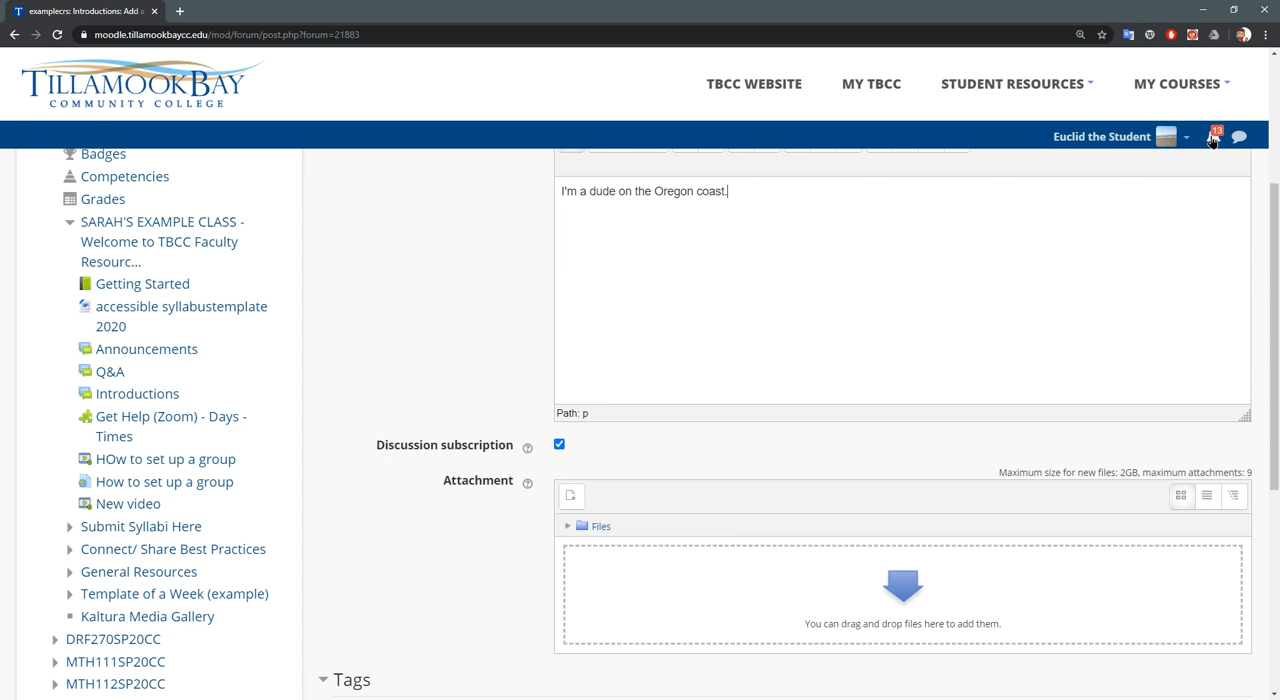 examplecrs: Introductions: Add a
moodle.tillamookbaycc.edu/mod/forum/post.php?forum=21883
TILLAMOOKBAY
COMMUNITY COLLEGE
TBCC WEBSITE
MY TBCC
STUDENT RESOURCES
MY COURSES
Euclid the Student
13
Badges
Competencies
Grades
SARAH'S EXAMPLE CLASS -
Welcome to TBCC Faculty
Resourc...
Getting Started
accessible syllabustemplate
2020
Announcements
Q&A
Introductions
Get Help (Zoom) - Days -
Times
HOw to set up a group
How to set up a group
New video
Submit Syllabi Here
Connect/ Share Best Practices
General Resources
Template of a Week (example)
Kaltura Media Gallery
DRF270SP20CC
MTH111SP20CC
MTH112SP20CC
I'm a dude on the Oregon coast.
Path: p
Discussion subscription
Attachment
Maximum size for new files: 2GB, maximum attachments: 9
Files
You can drag and drop files here to add them.
Tags